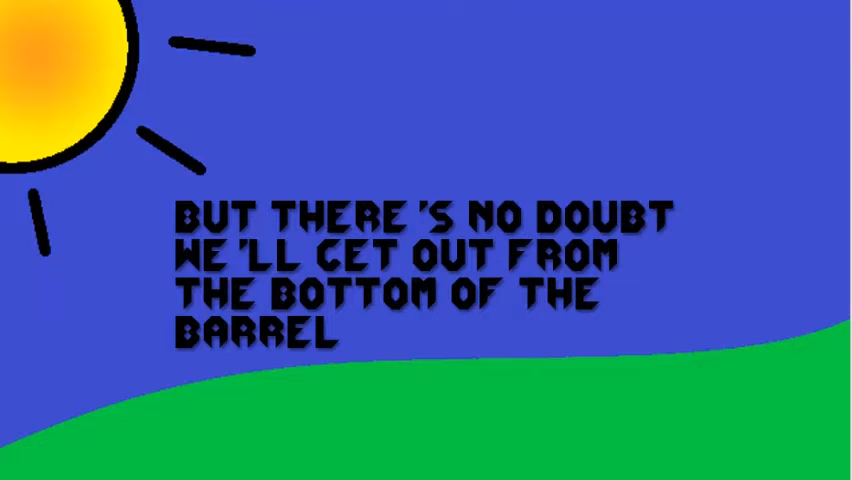 BUT THERE'S NO DOUBT
WE'LL GET OUT FROM
THE BOTTOM OF THE
BARREL